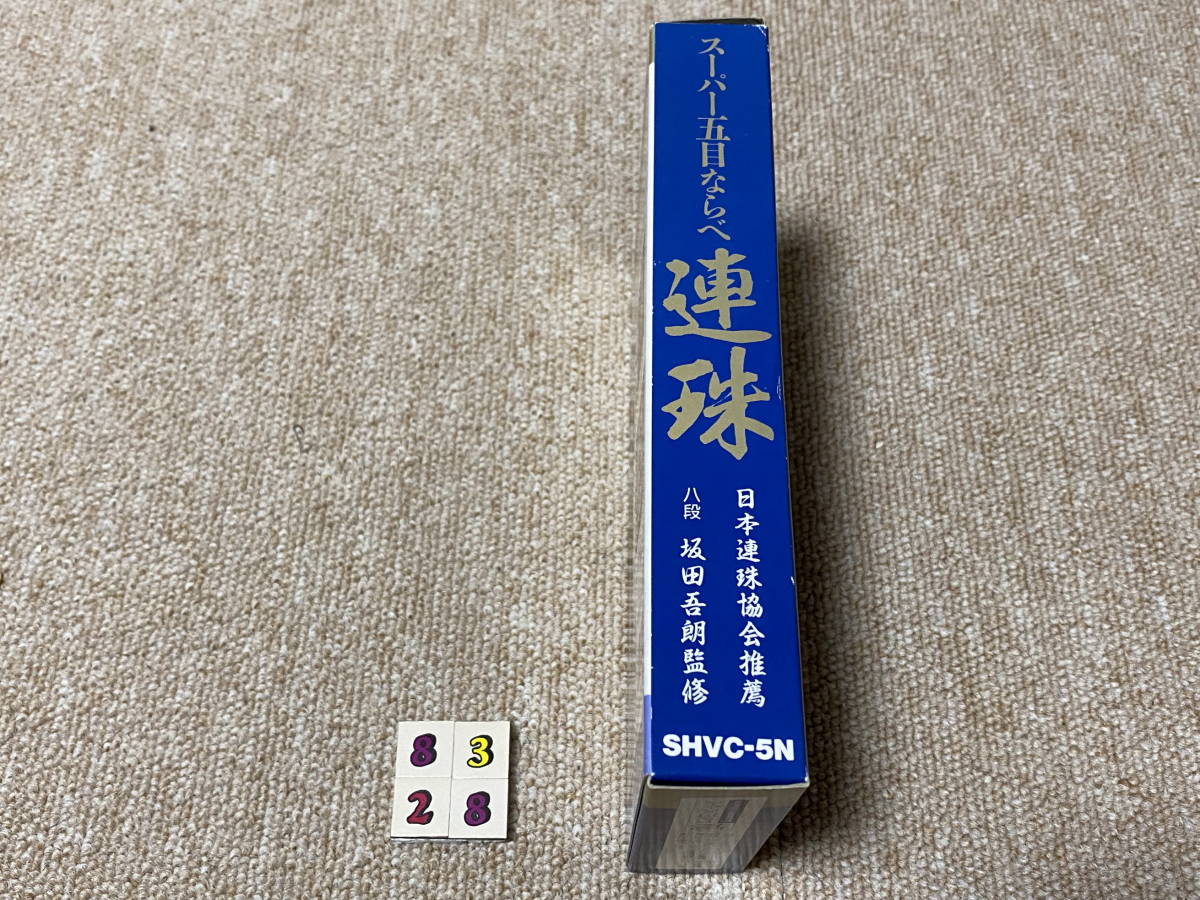 スーパー五目ならべ
連珠
日本連珠協会推薦
八段 坂田吾朗監修
SHVC-5N
8 3
2 8